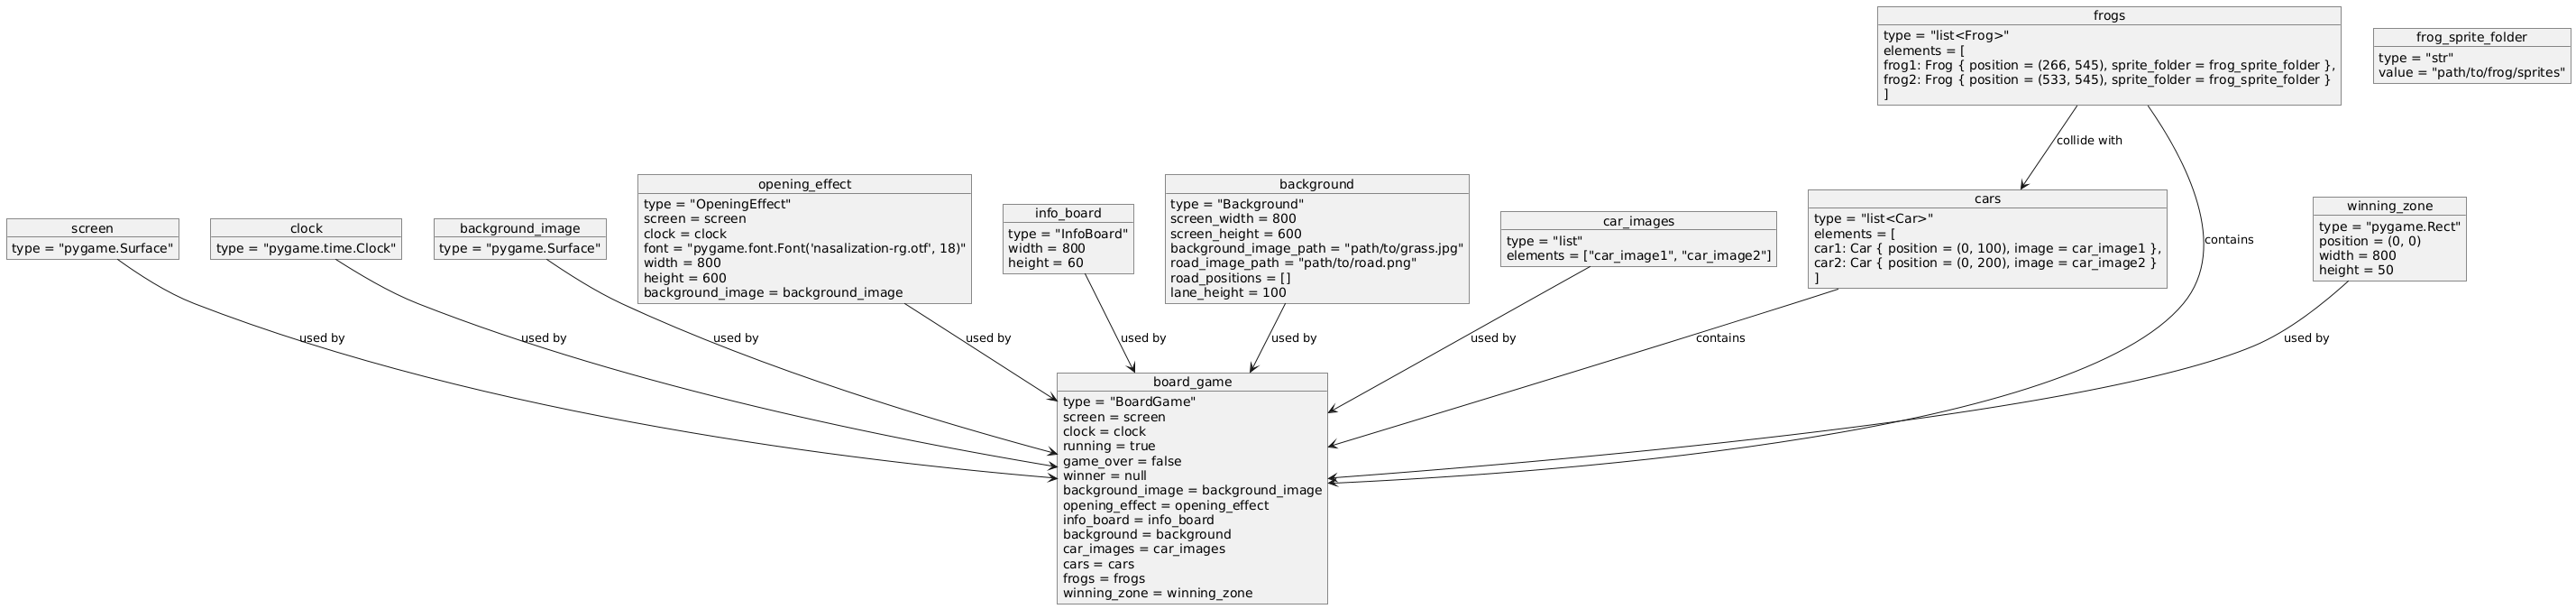 frogs
type = "list<Frog>"
elements = [
frog1: Frog { position = (266, 545), sprite_folder = frog_sprite_folder },
frog2: Frog { position = (533, 545), sprite_folder = frog_sprite_folder }
]
frog_sprite_folder
type = "str"
value = "path/to/frog/sprites"
collide with
screen
type = "pygame.Surface"
clock
type = "pygame.time.Clock"
background_image
type = "pygame.Surface"
opening_effect
type = "OpeningEffect"
screen = screen
clock = clock
font = "pygame.font.Font('nasalization-rg.otf', 18)"
width = 800
height = 600
background_image = background_image
info_board
type = "InfoBoard"
width = 800
height = 60
background
type = "Background"
screen_width = 800
screen_height = 600
background_image_path = "path/to/grass.jpg"
road_image_path = "path/to/road.png"
road_positions = []
lane_height = 100
car_images
type = "list"
elements = ["car_image1", "car_image2"]
cars
type = "list<Car>"
elements = [
car1: Car { position = (0, 100), image = car_image1 },
car2: Car { position = (0, 200), image = car_image2 }
]
contains
winning_zone
type = "pygame.Rect"
position = (0, 0)
width = 800
height = 50
used by
used by
used by
used by
used by
used by
used by
contains
used by
board_game
type = "BoardGame"
screen = screen
clock = clock
running = true
game_over = false
winner = null
background_image = background_image
opening_effect = opening_effect
info_board = info_board
background = background
car_images = car_images
cars = cars
frogs = frogs
winning_zone = winning_zone